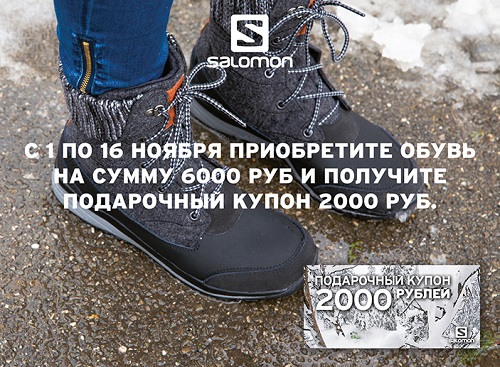 S
SALOMON
С 1 ПО 16 НОЯБРЯ ПРИОБРЕТИТЕ ОБУВЬ
НА СУММУ 6000 РУБ И ПОЛУЧИТЕ
ПОДАРОЧНЫЙ КУПОН 2000 РУБ.
ПОДАРОЧНЫЙ КУПОН
2000 РУБЛЕЙ
S
SALOMON